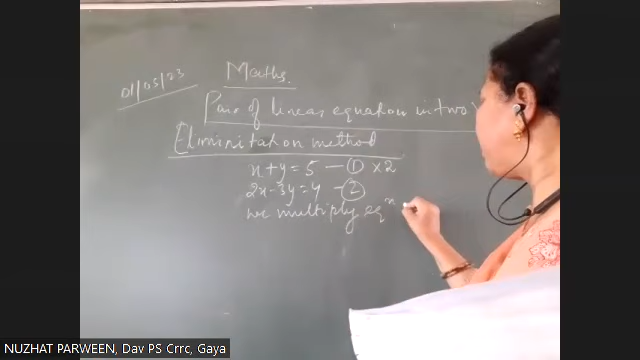 01/05/23
Maths.
Pair of linear equation in two
Eliminitation method
x + y = 5 — ① × 2
2x - 3y = 4 — ②
we multiply eqⁿ
NUZHAT PARWEEN, Dav PS Crrc, Gaya